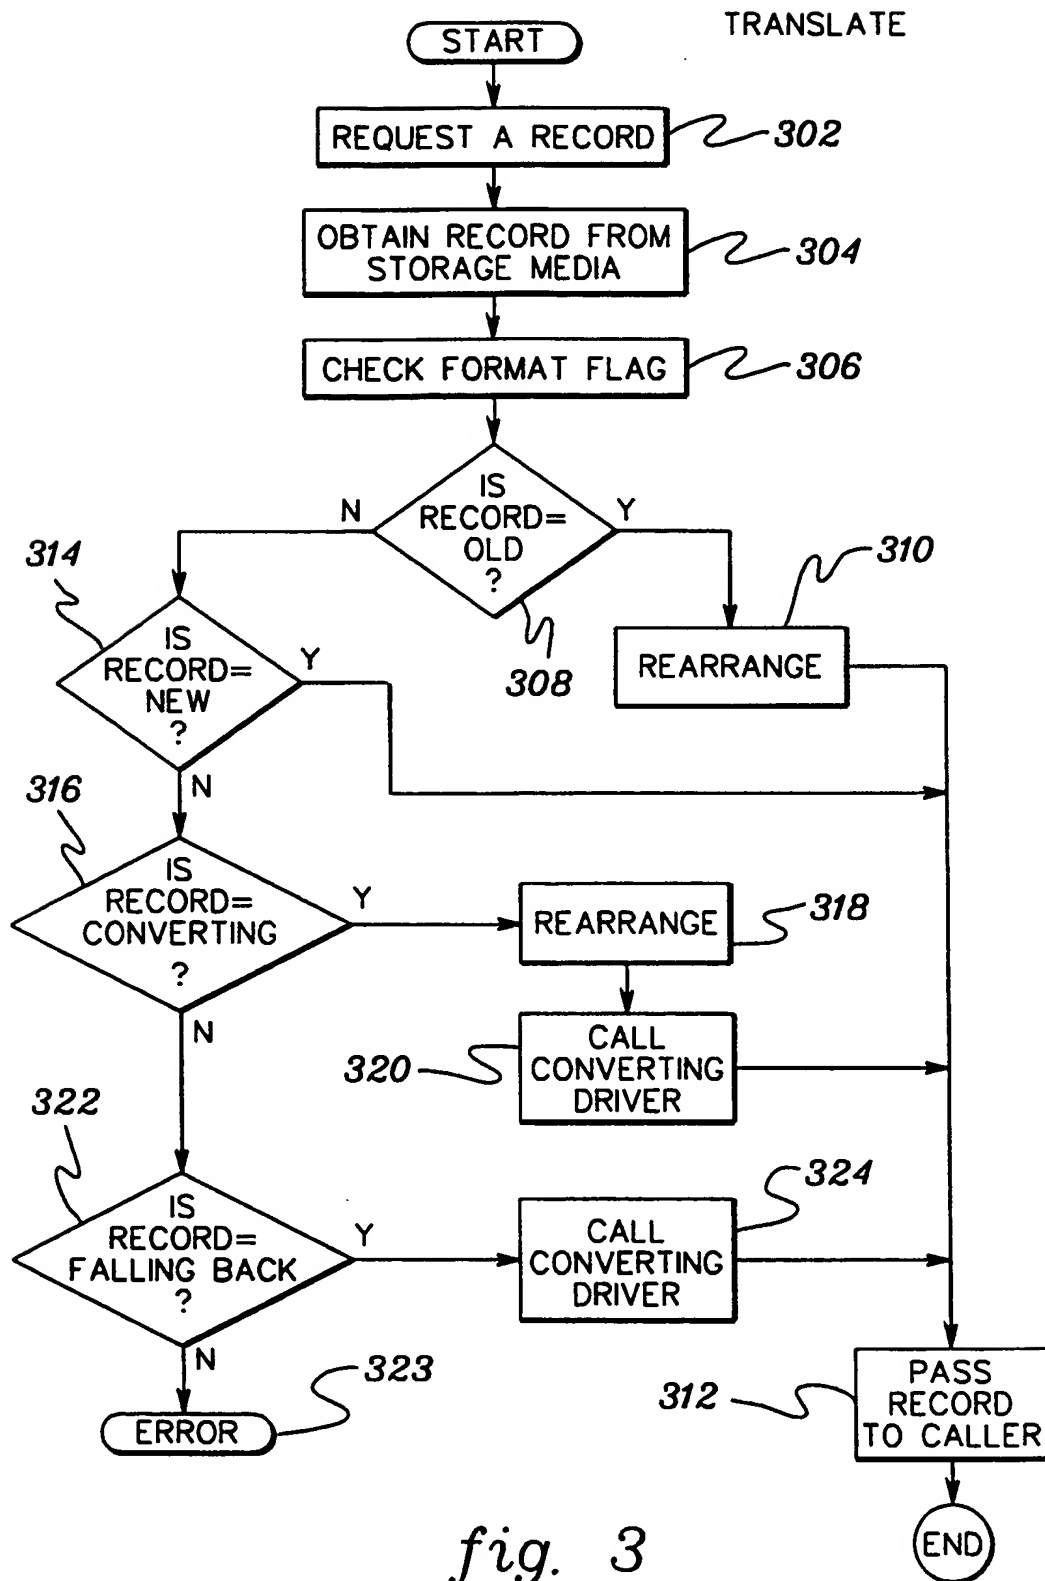 TRANSLATE
START
REQUEST A RECORD
302
OBTAIN RECORD FROM
STORAGE MEDIA
304
CHECK FORMAT FLAG
306
IS
RECORD=
OLD
?
N
Y
308
310
REARRANGE
314
IS
RECORD=
NEW
?
Y
N
316
IS
RECORD=
CONVERTING
?
Y
N
REARRANGE
318
CALL
CONVERTING
DRIVER
320
322
IS
RECORD=
FALLING BACK
?
Y
N
CALL
CONVERTING
DRIVER
324
ERROR
323
PASS
RECORD
TO CALLER
312
END
fig. 3